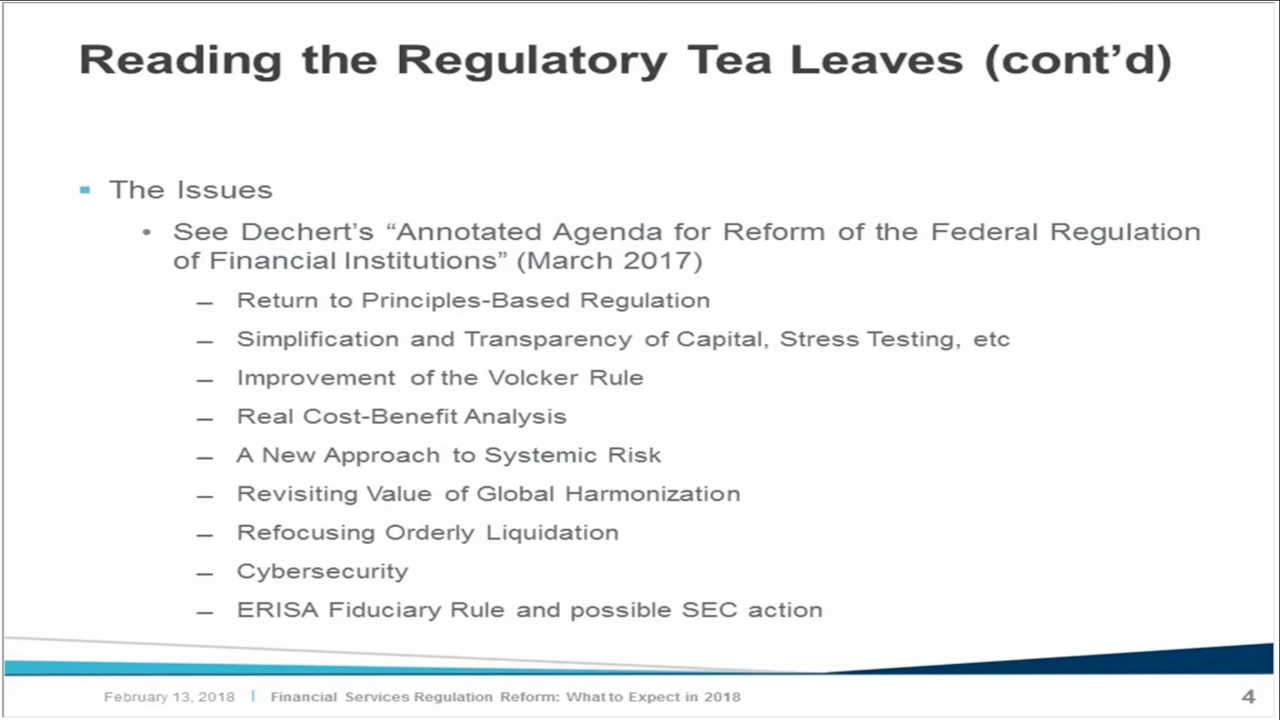 Reading the Regulatory Tea Leaves (cont’d)
The Issues
See Dechert’s “Annotated Agenda for Reform of the Federal Regulation
of Financial Institutions” (March 2017)
Return to Principles-Based Regulation
Simplification and Transparency of Capital, Stress Testing, etc
Improvement of the Volcker Rule
Real Cost-Benefit Analysis
A New Approach to Systemic Risk
Revisiting Value of Global Harmonization
Refocusing Orderly Liquidation
Cybersecurity
ERISA Fiduciary Rule and possible SEC action
February 13, 2018 | Financial Services Regulation Reform: What to Expect in 2018 4